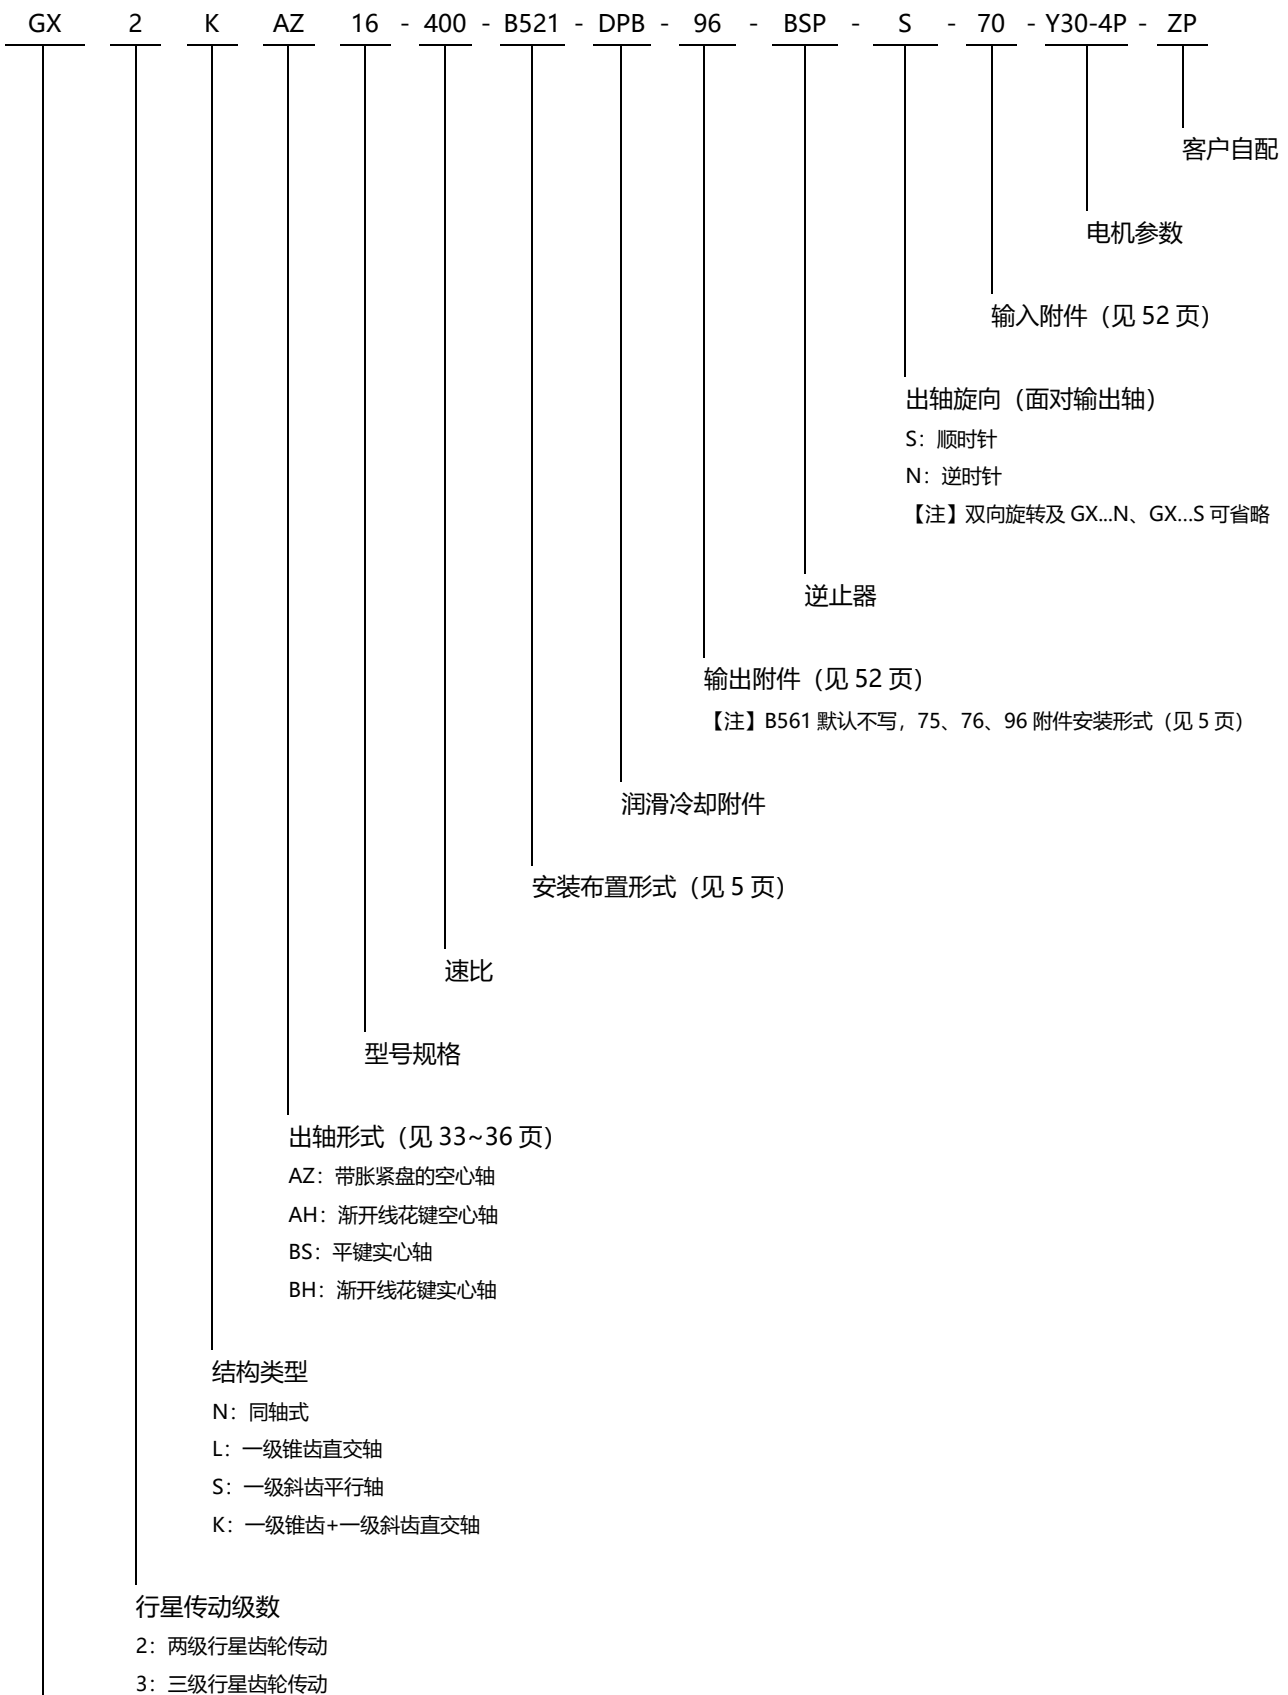 GX 2 K AZ 16 - 400 - B521 - DPB - 96 - BSP - S - 70 - Y30-4P - ZP
客户自配
电机参数
输入附件（见 52 页）
出轴旋向（面对输出轴）
S：顺时针
N：逆时针
【注】双向旋转及 GX...N、GX...S 可省略
逆止器
输出附件（见 52 页）
【注】B561 默认不写，75、76、96 附件安装形式（见 5 页）
润滑冷却附件
安装布置形式（见 5 页）
速比
型号规格
出轴形式（见 33~36 页）
AZ：带胀紧盘的空心轴
AH：渐开线花键空心轴
BS：平键实心轴
BH：渐开线花键实心轴
结构类型
N：同轴式
L：一级锥齿直交轴
S：一级斜齿平行轴
K：一级锥齿+一级斜齿直交轴
行星传动级数
2：两级行星齿轮传动
3：三级行星齿轮传动